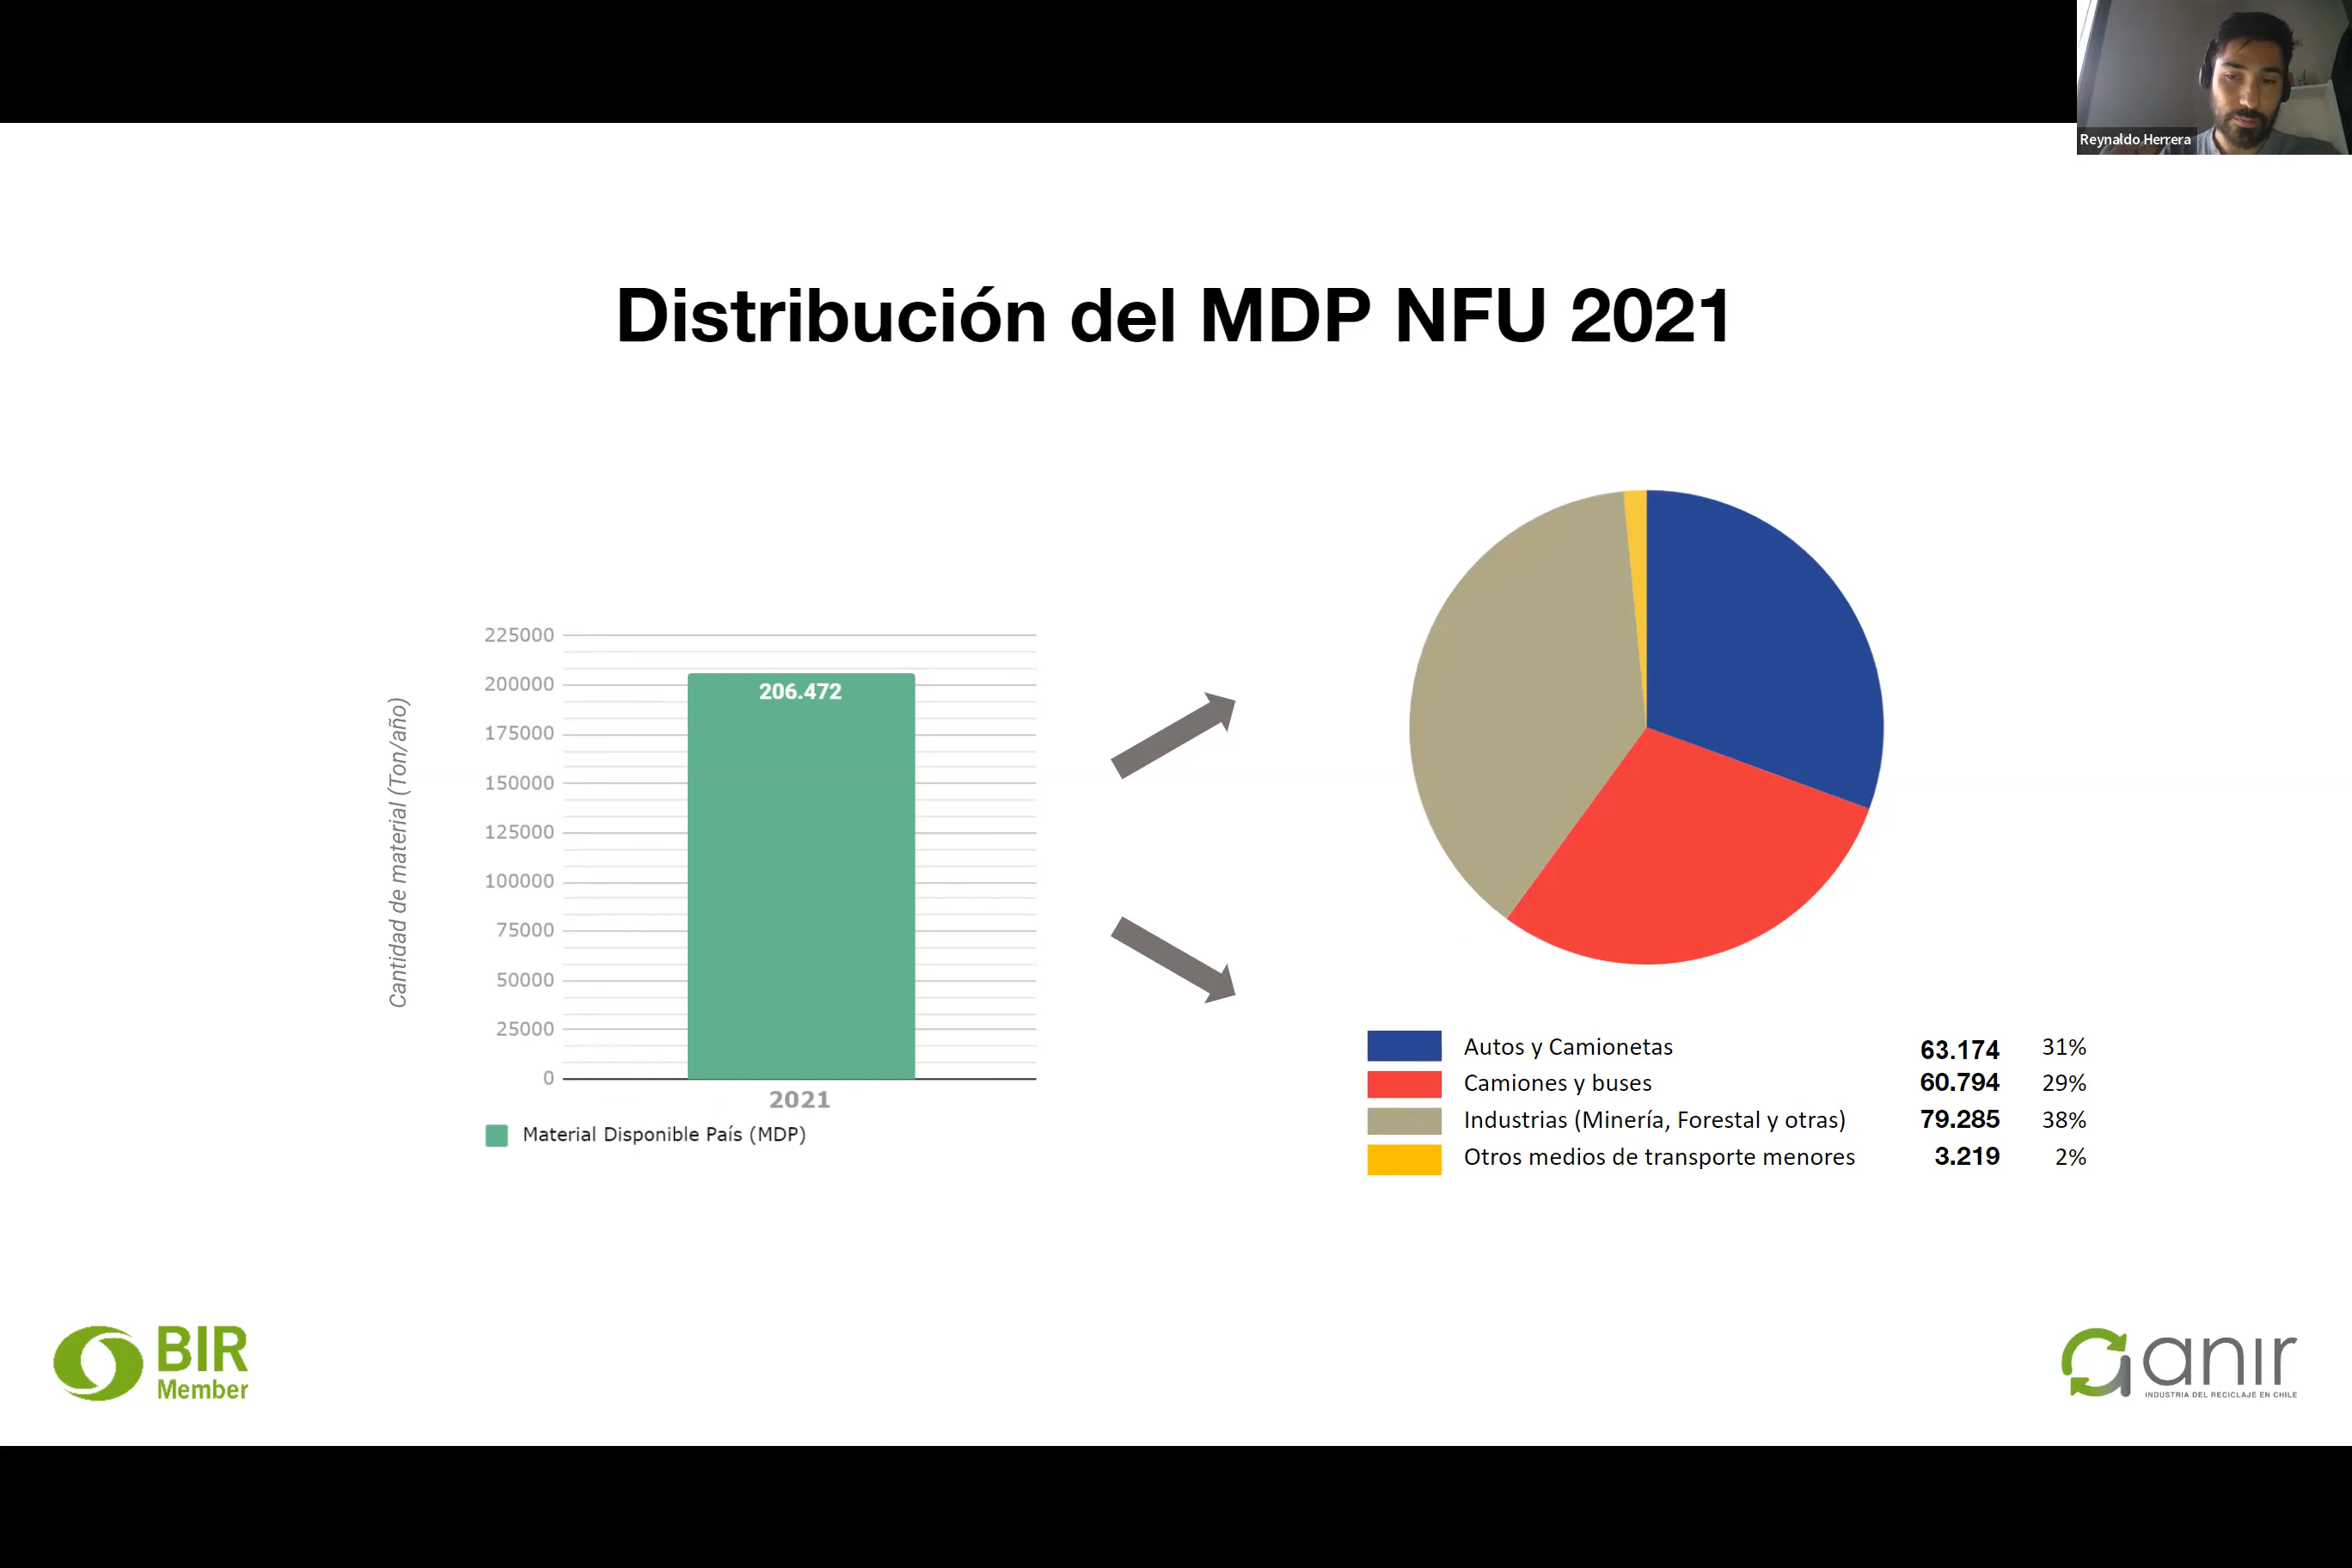 Reynaldo Herrera
Distribución del MDP NFU 2021
Cantidad de material (Ton/año)
225000
200000
175000
150000
125000
100000
75000
50000
25000
0
206.472
2021
Material Disponible País (MDP)
Autos y Camionetas 63.174 31%
Camiones y buses 60.794 29%
Industrias (Minería, Forestal y otras) 79.285 38%
Otros medios de transporte menores 3.219 2%
BIR
Member
anir
INDUSTRIA DEL RECICLAJE EN CHILE